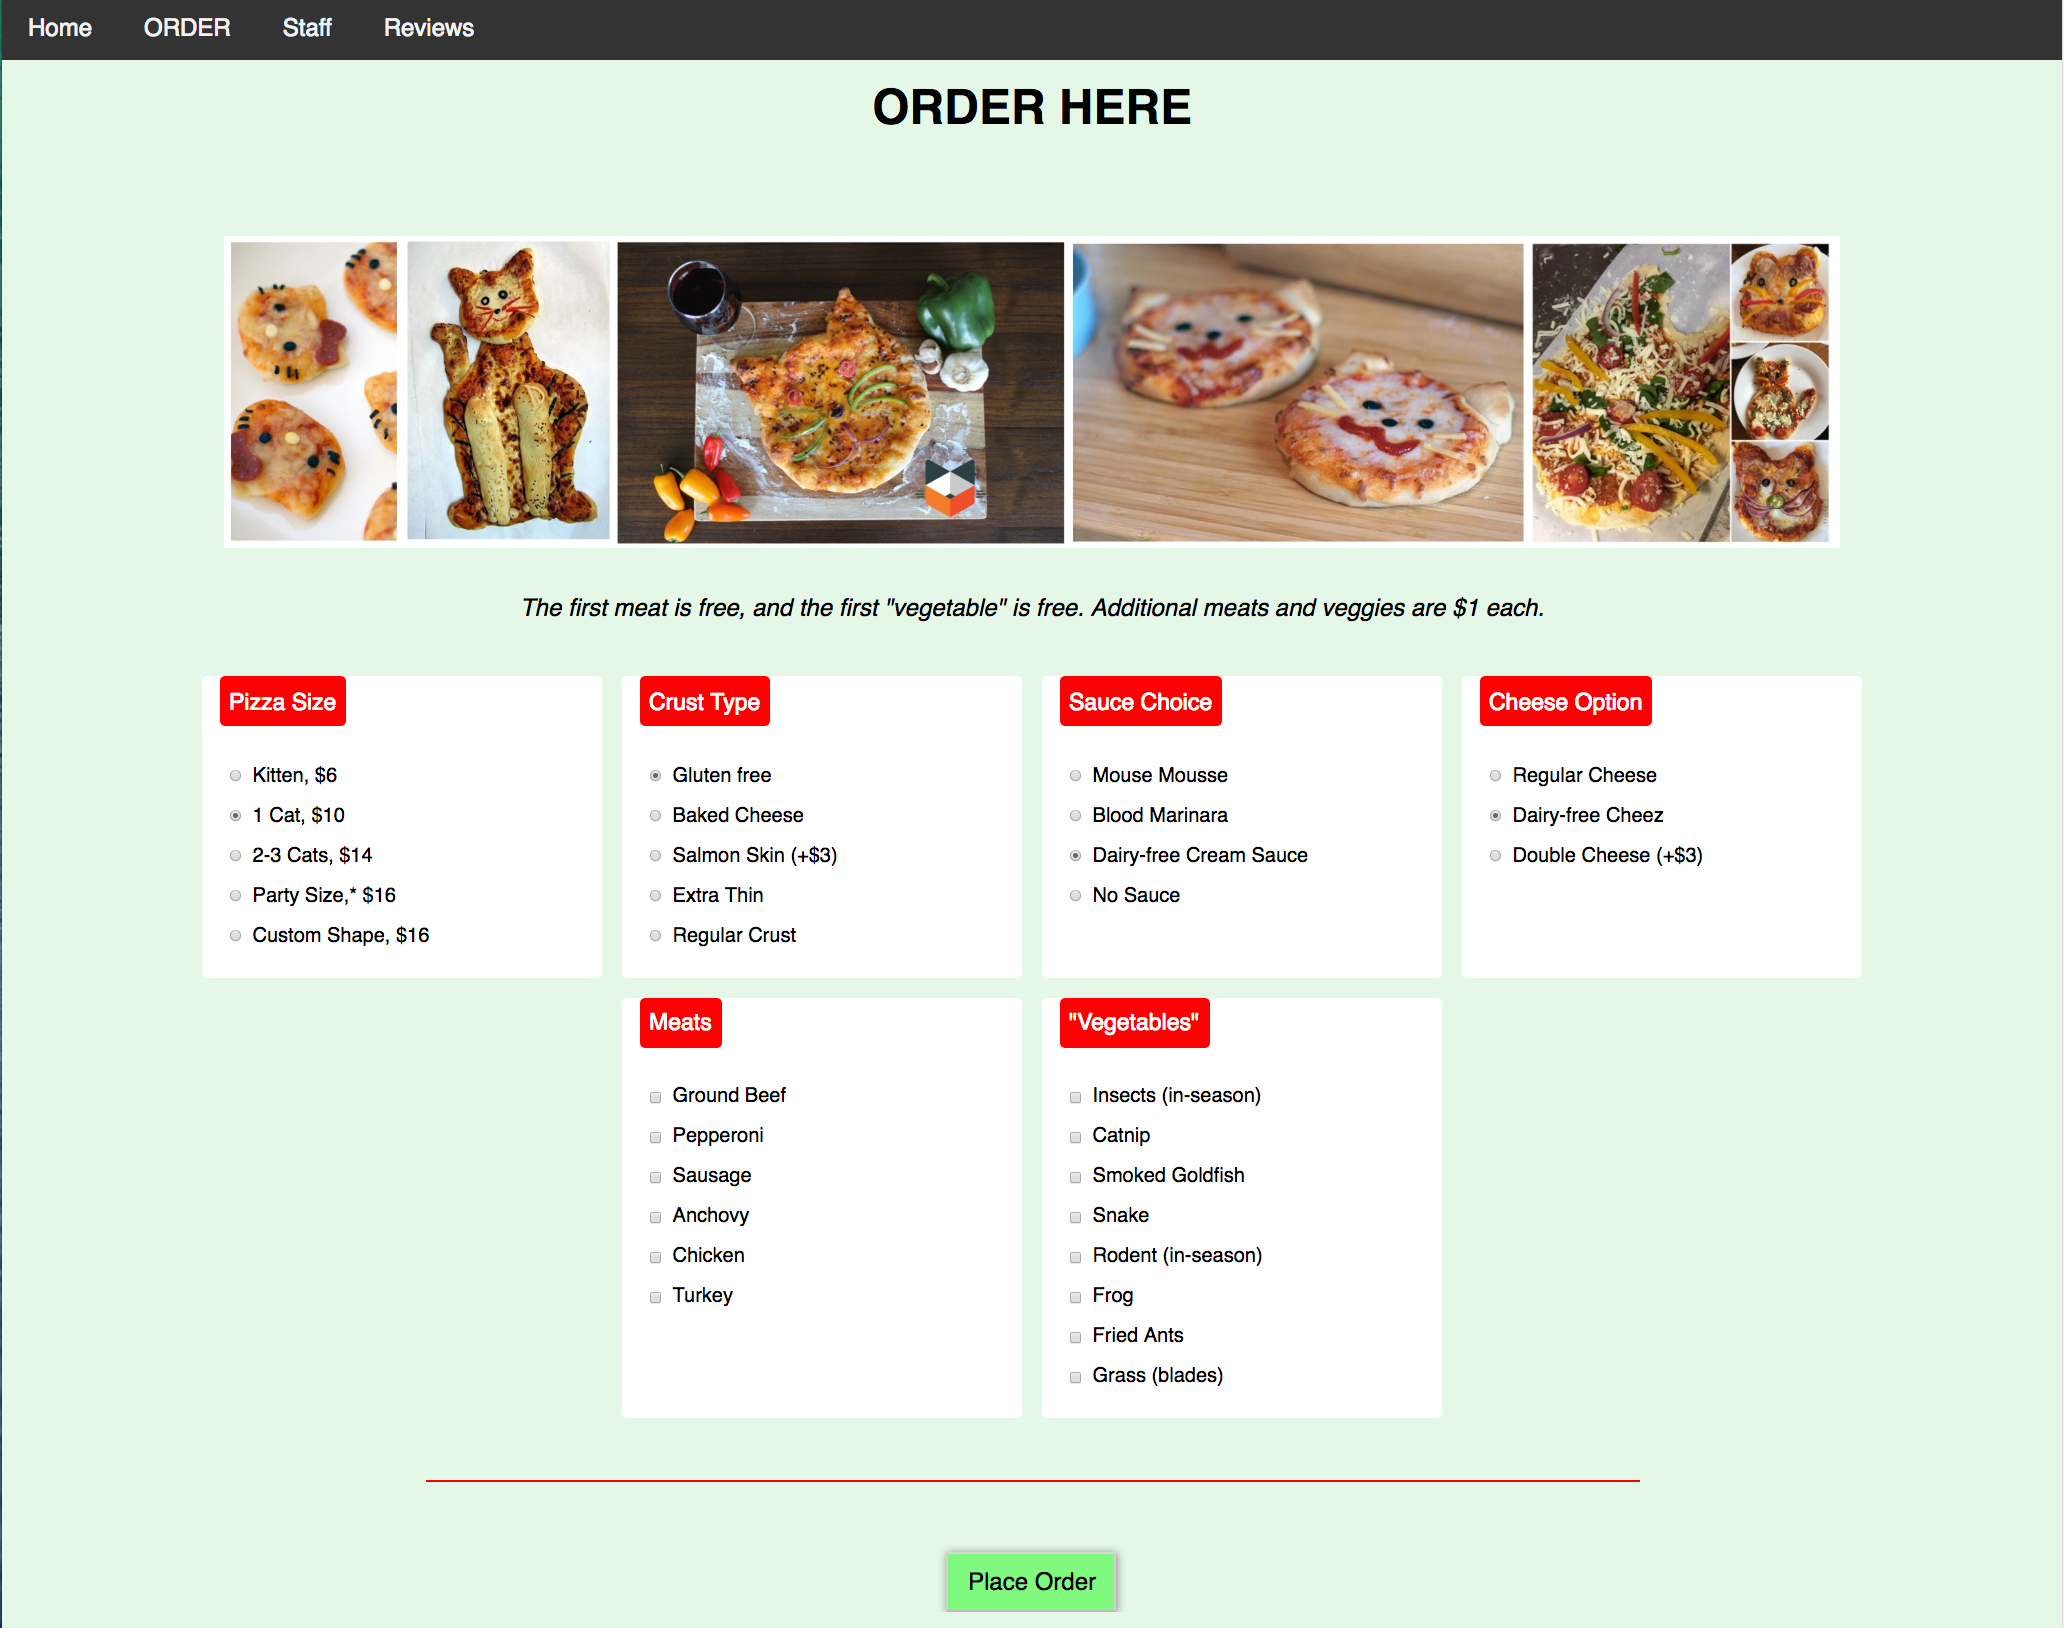 Home ORDER Staff Reviews
ORDER HERE
The first meat is free, and the first "vegetable" is free. Additional meats and veggies are $1 each.
Pizza Size
Kitten, $6
1 Cat, $10
2-3 Cats, $14
Party Size,* $16
Custom Shape, $16
Crust Type
Gluten free
Baked Cheese
Salmon Skin (+$3)
Extra Thin
Regular Crust
Sauce Choice
Mouse Mousse
Blood Marinara
Dairy-free Cream Sauce
No Sauce
Cheese Option
Regular Cheese
Dairy-free Cheez
Double Cheese (+$3)
Meats
Ground Beef
Pepperoni
Sausage
Anchovy
Chicken
Turkey
"Vegetables"
Insects (in-season)
Catnip
Smoked Goldfish
Snake
Rodent (in-season)
Frog
Fried Ants
Grass (blades)
Place Order